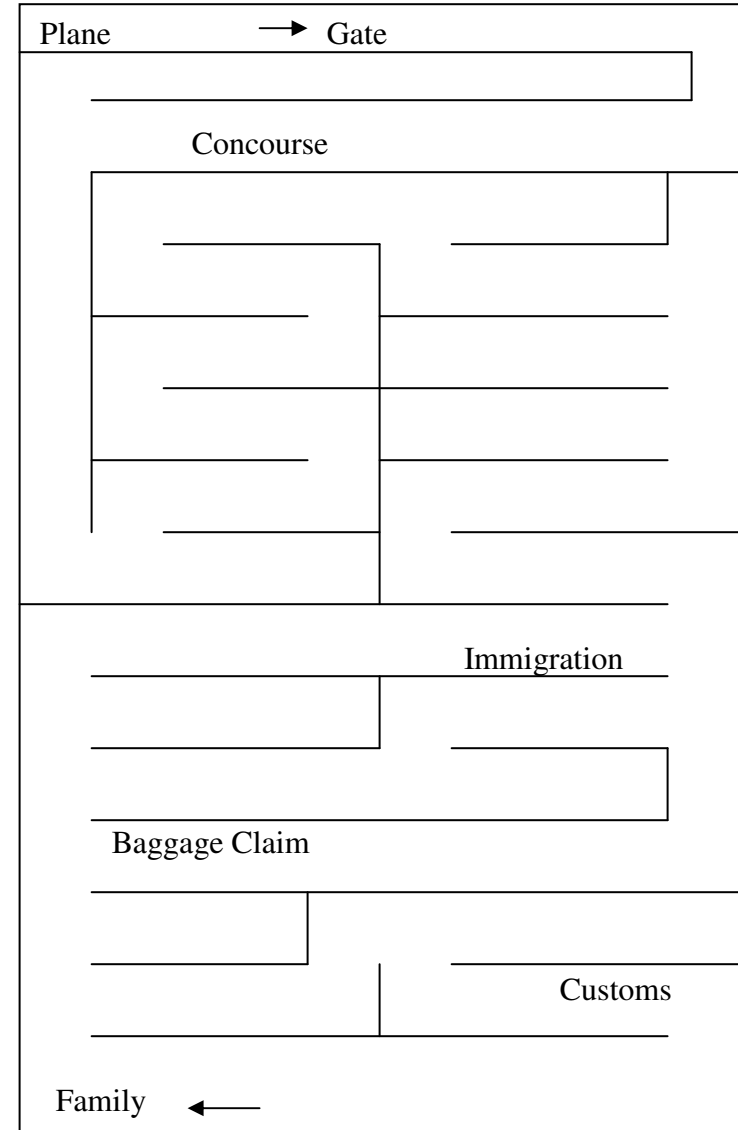 Plane Gate
Concourse
Immigration
Baggage Claim
Customs
Family